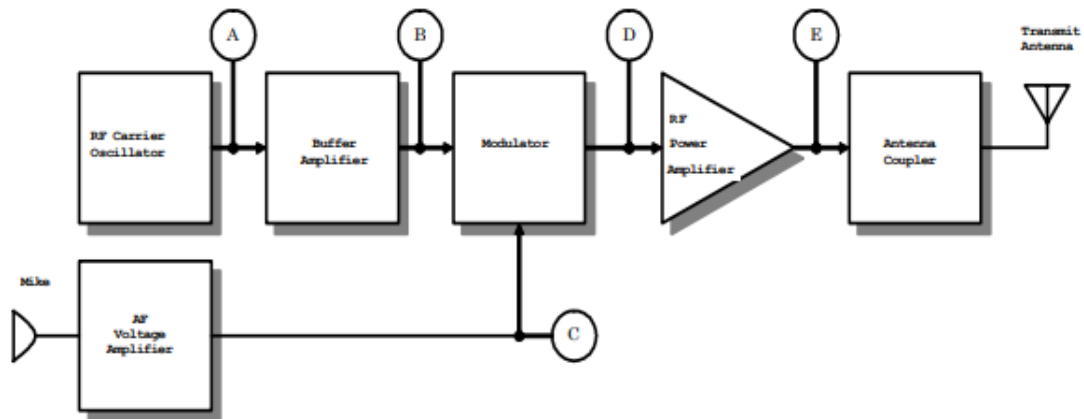 A
B
D
E
Transmit
Antenna
RF Carrier
Oscillator
Buffer
Amplifier
Modulator
RF
Power
Amplifier
Antenna
Coupler
Mike
AF
Voltage
Amplifier
C